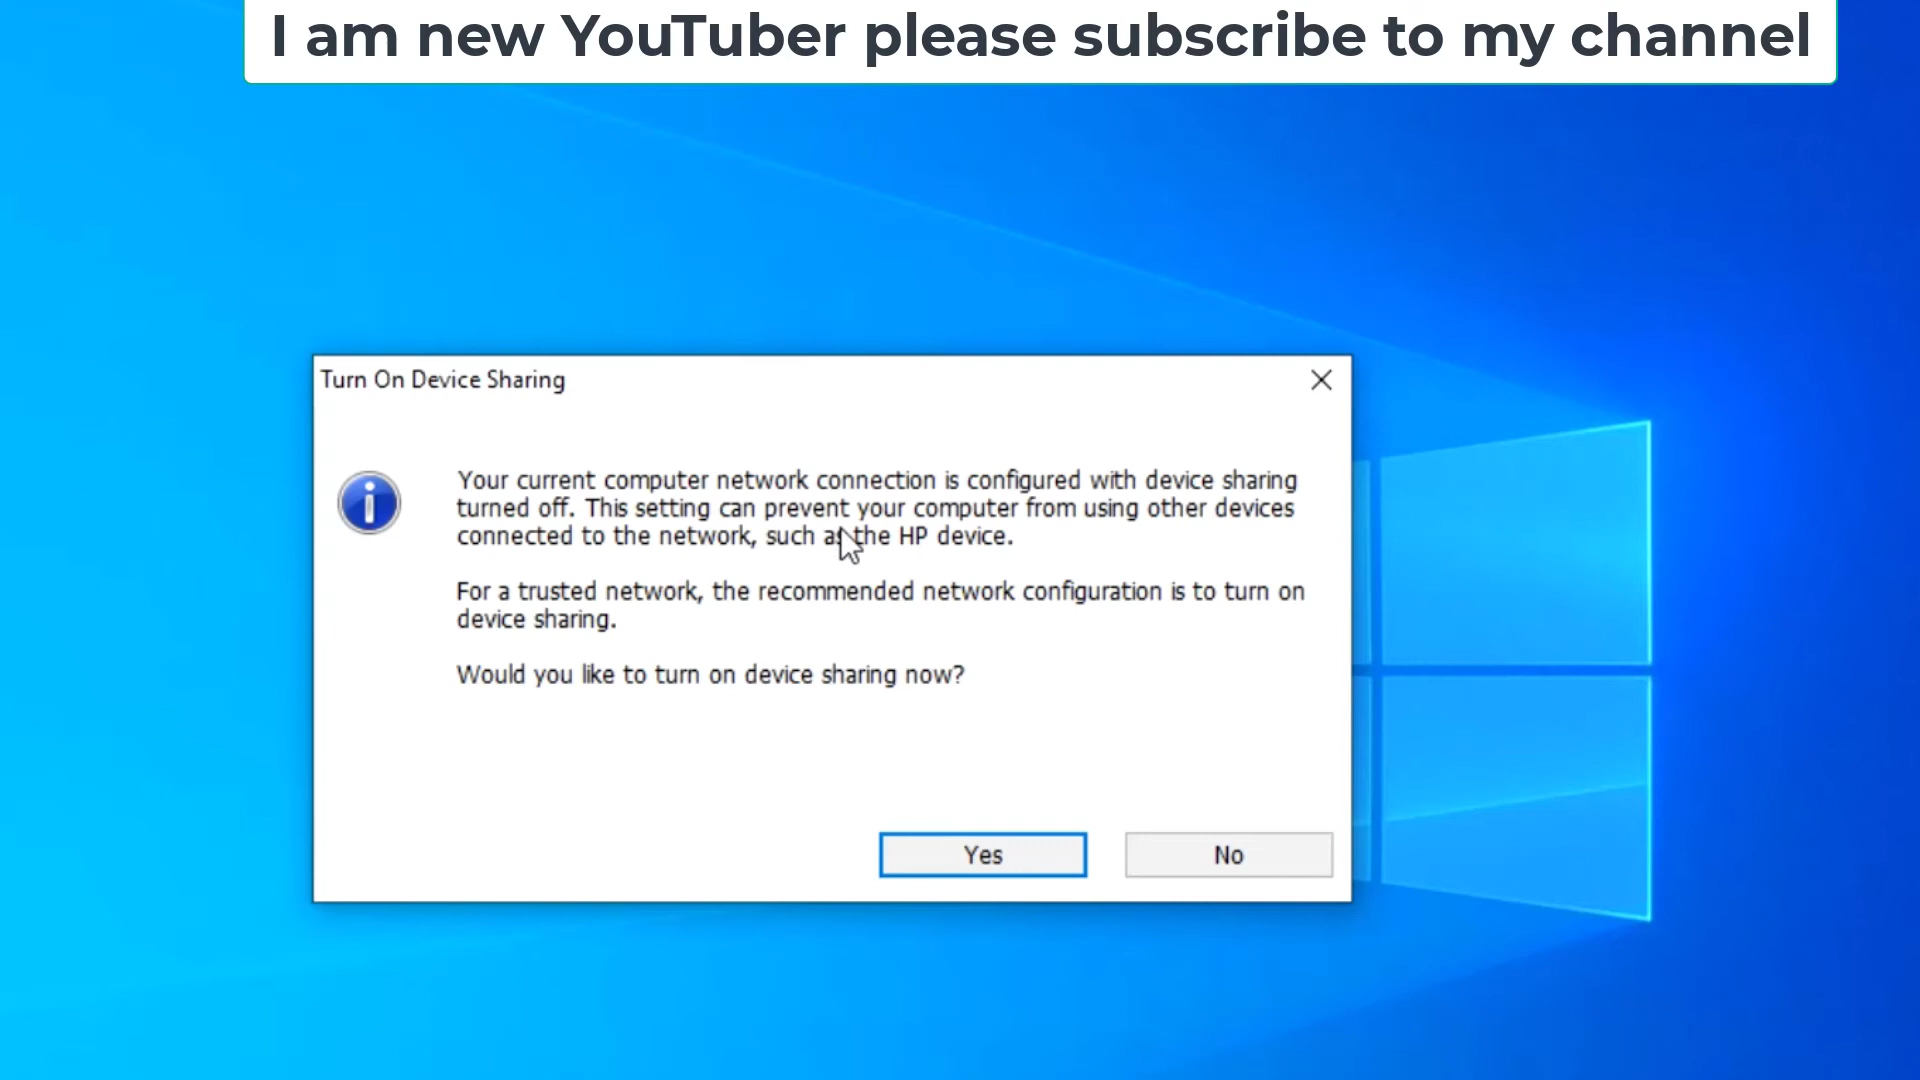 I am new YouTuber please subscribe to my channel
Turn On Device Sharing
Your current computer network connection is configured with device sharing
turned off. This setting can prevent your computer from using other devices
connected to the network, such as the HP device.
For a trusted network, the recommended network configuration is to turn on
device sharing.
Would you like to turn on device sharing now?
Yes
No